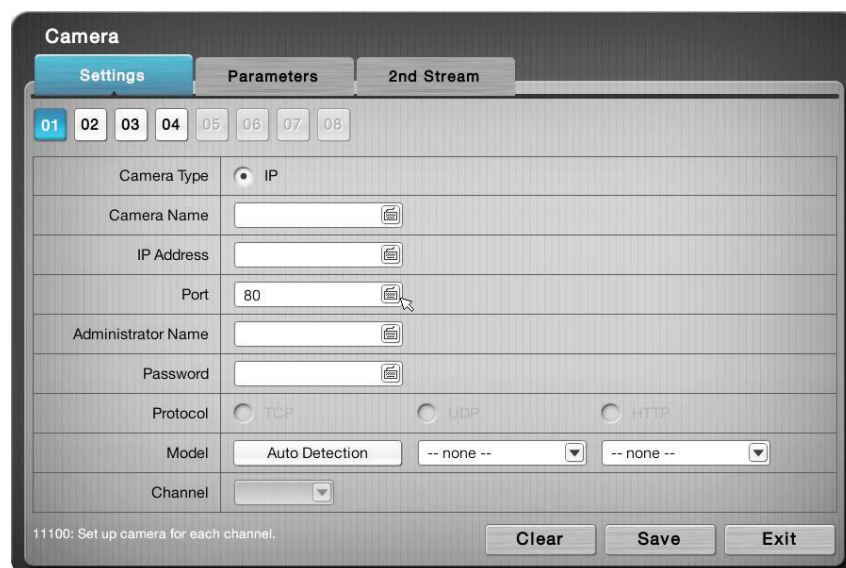 Camera
Settings Parameters 2nd Stream
01 02 03 04 05 06 07 08
Camera Type IP
Camera Name
IP Address
Port 80
Administrator Name
Password
Protocol TCP UDP HTTP
Model Auto Detection -- none -- -- none --
Channel
11100: Set up camera for each channel. Clear Save Exit